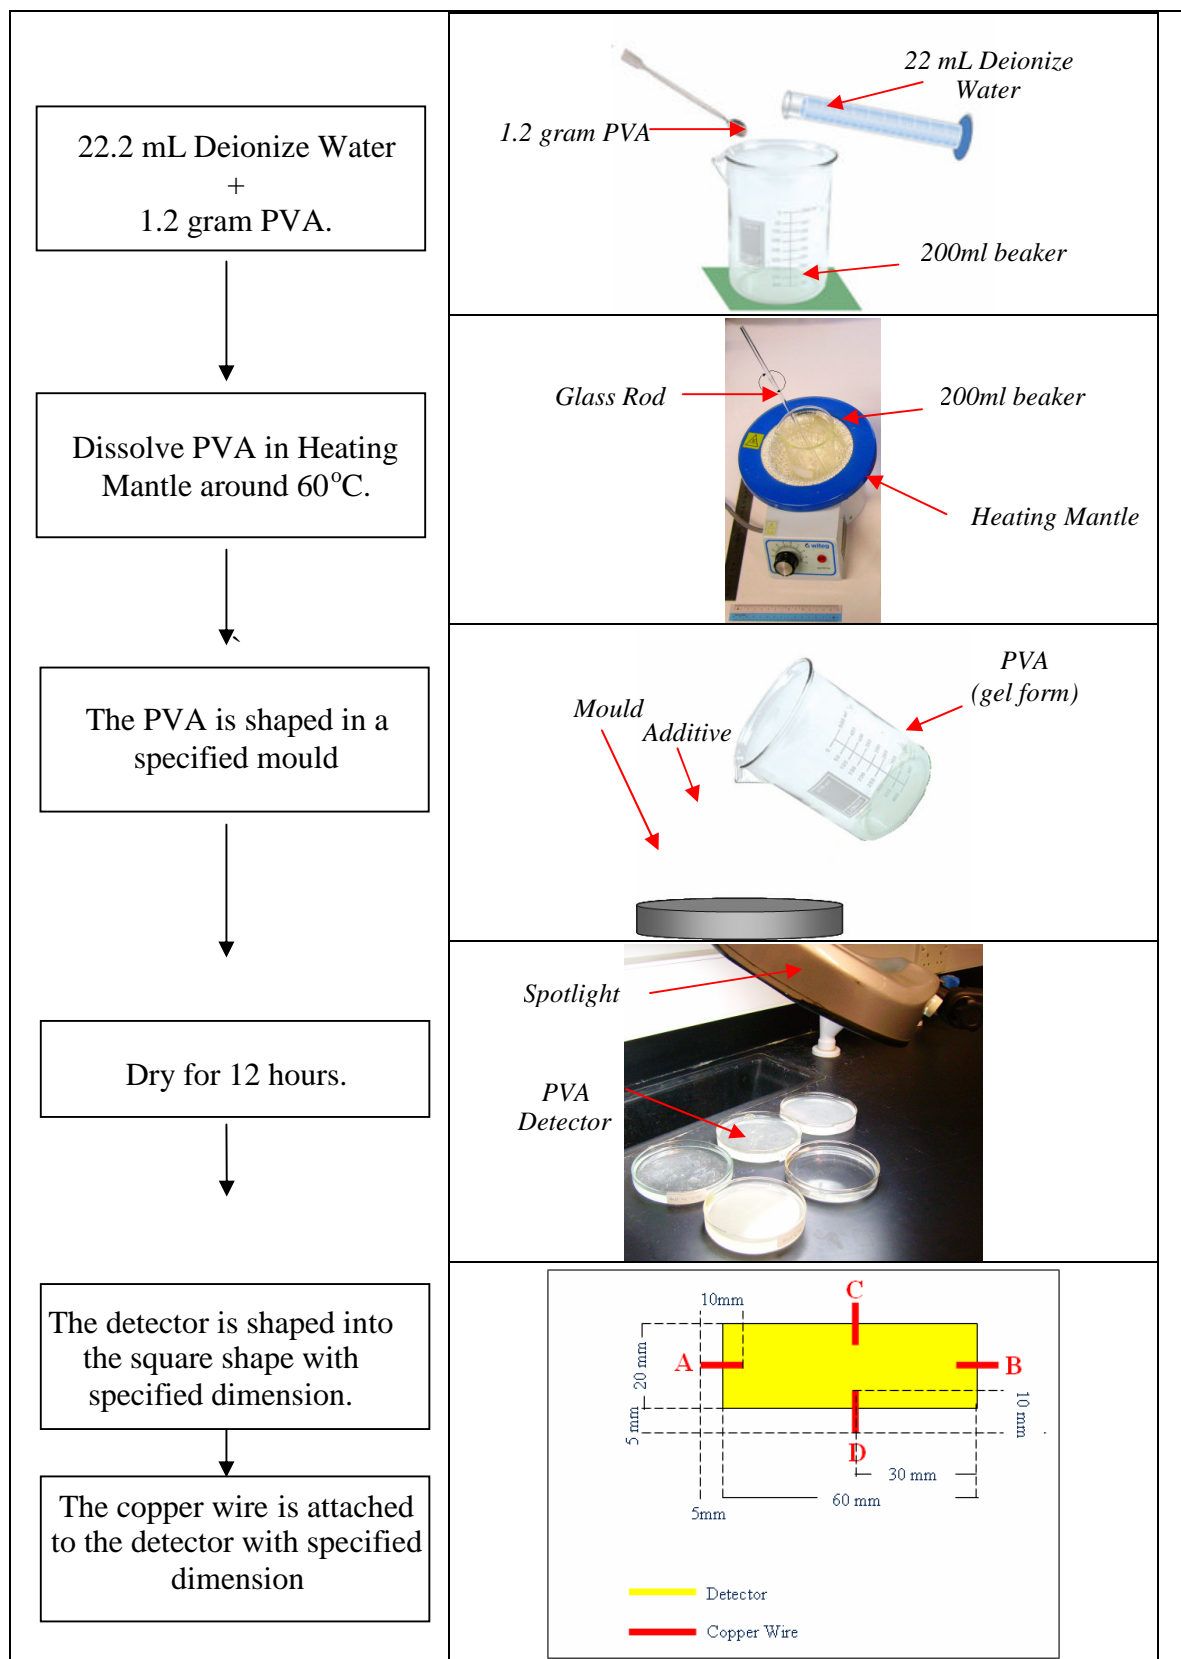 22.2 mL Deionize Water
+
1.2 gram PVA.
22 mL Deionize
Water
1.2 gram PVA
200ml beaker
Dissolve PVA in Heating
Mantle around 60°C.
Glass Rod
200ml beaker
Heating Mantle
witeg
`
The PVA is shaped in a
specified mould
PVA
(gel form)
Mould
Additive
Dry for 12 hours.
Spotlight
PVA
Detector
The detector is shaped into
the square shape with
specified dimension.
The copper wire is attached
to the detector with specified
dimension
C
10mm
A
B
20 mm
10 mm
5 mm
D
30 mm
60 mm
5mm
Detector
Copper Wire